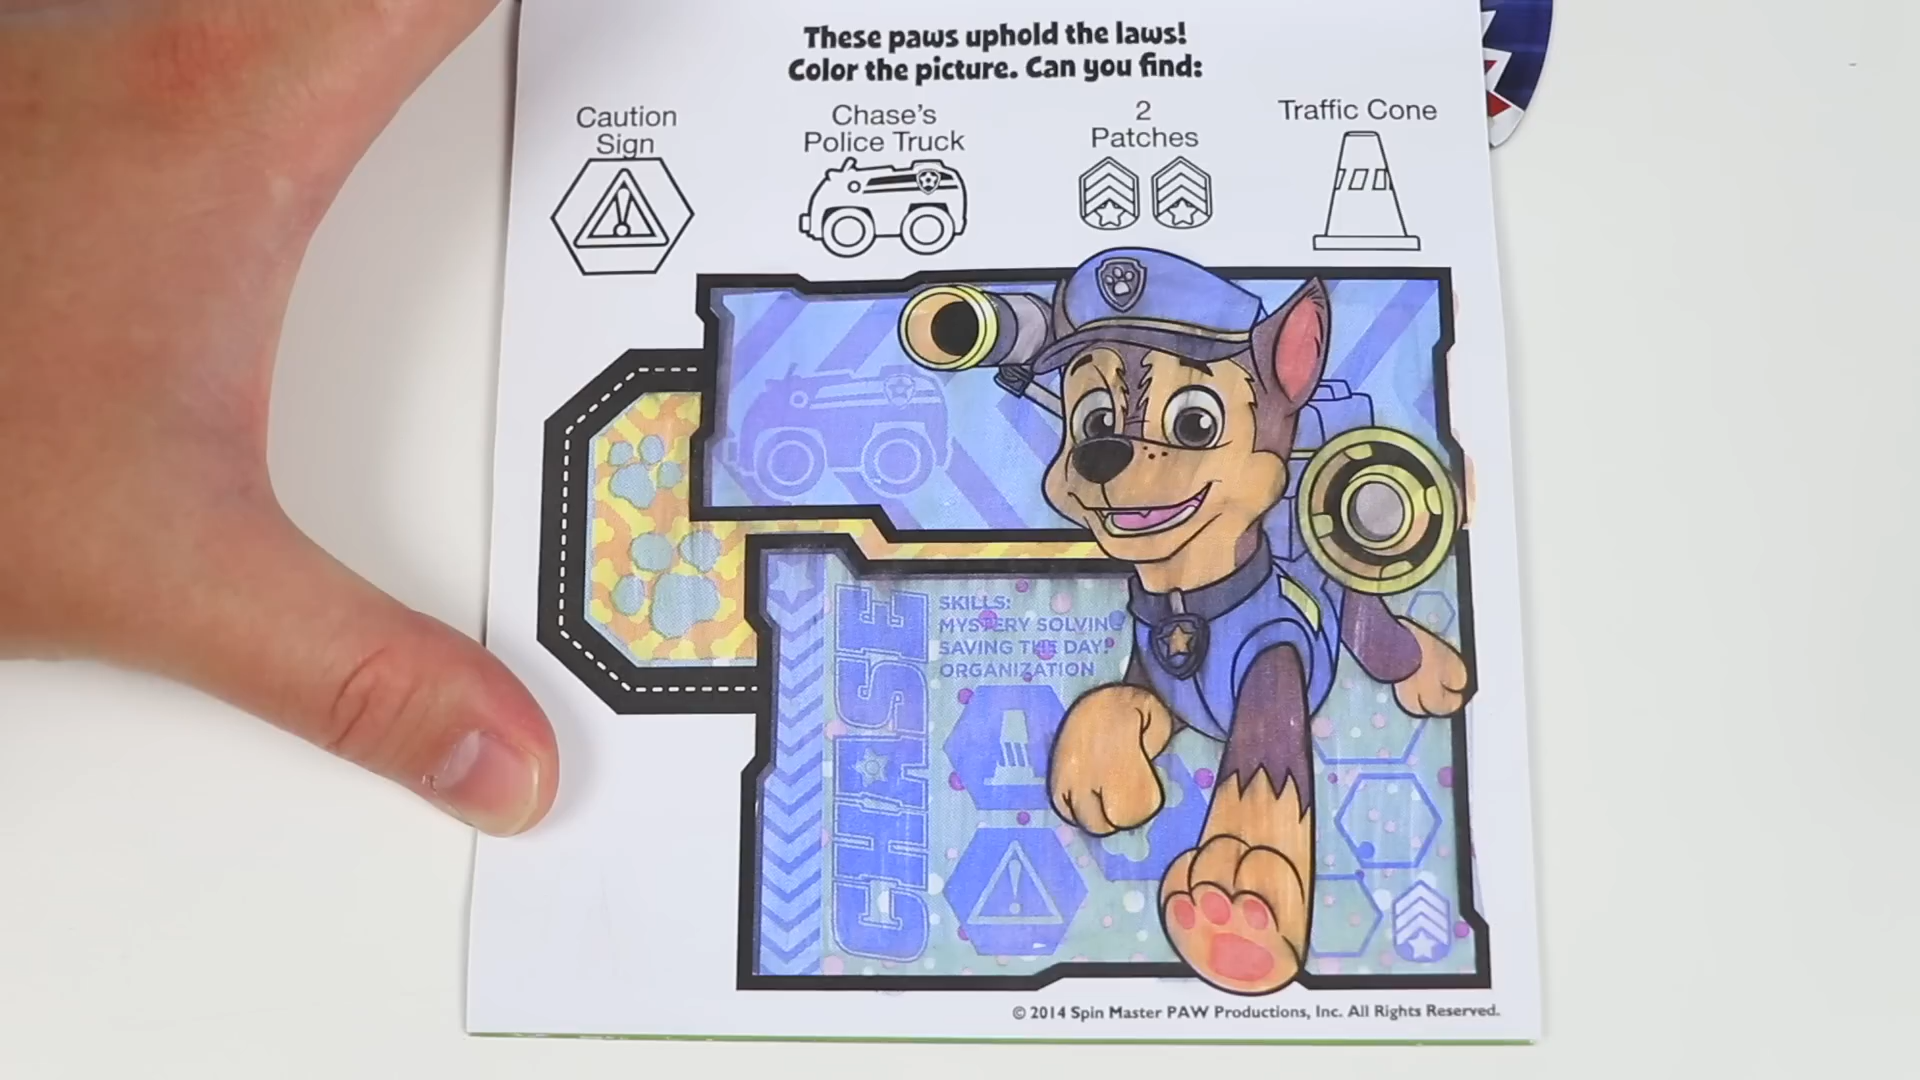 These paws uphold the laws!
Color the picture. Can you find:
Caution
Sign
Chase's
Police Truck
2
Patches
Traffic Cone
SKILLS:
MYSTERY SOLVING
SAVING THE DAY!
ORGANIZATION
CHASE
© 2014 Spin Master PAW Productions, Inc. All Rights Reserved.